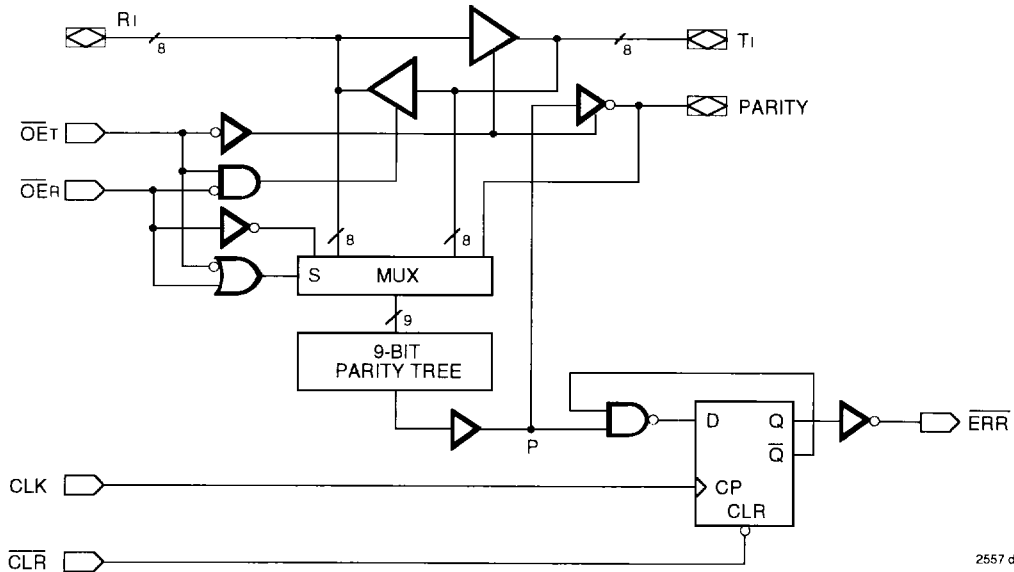 RI
8
8
TI
PARITY
OET
OER
8
8
S MUX
9
9-BIT
PARITY TREE
P
D Q
Q
CP
CLR
ERR
CLK
CLR
2557 d